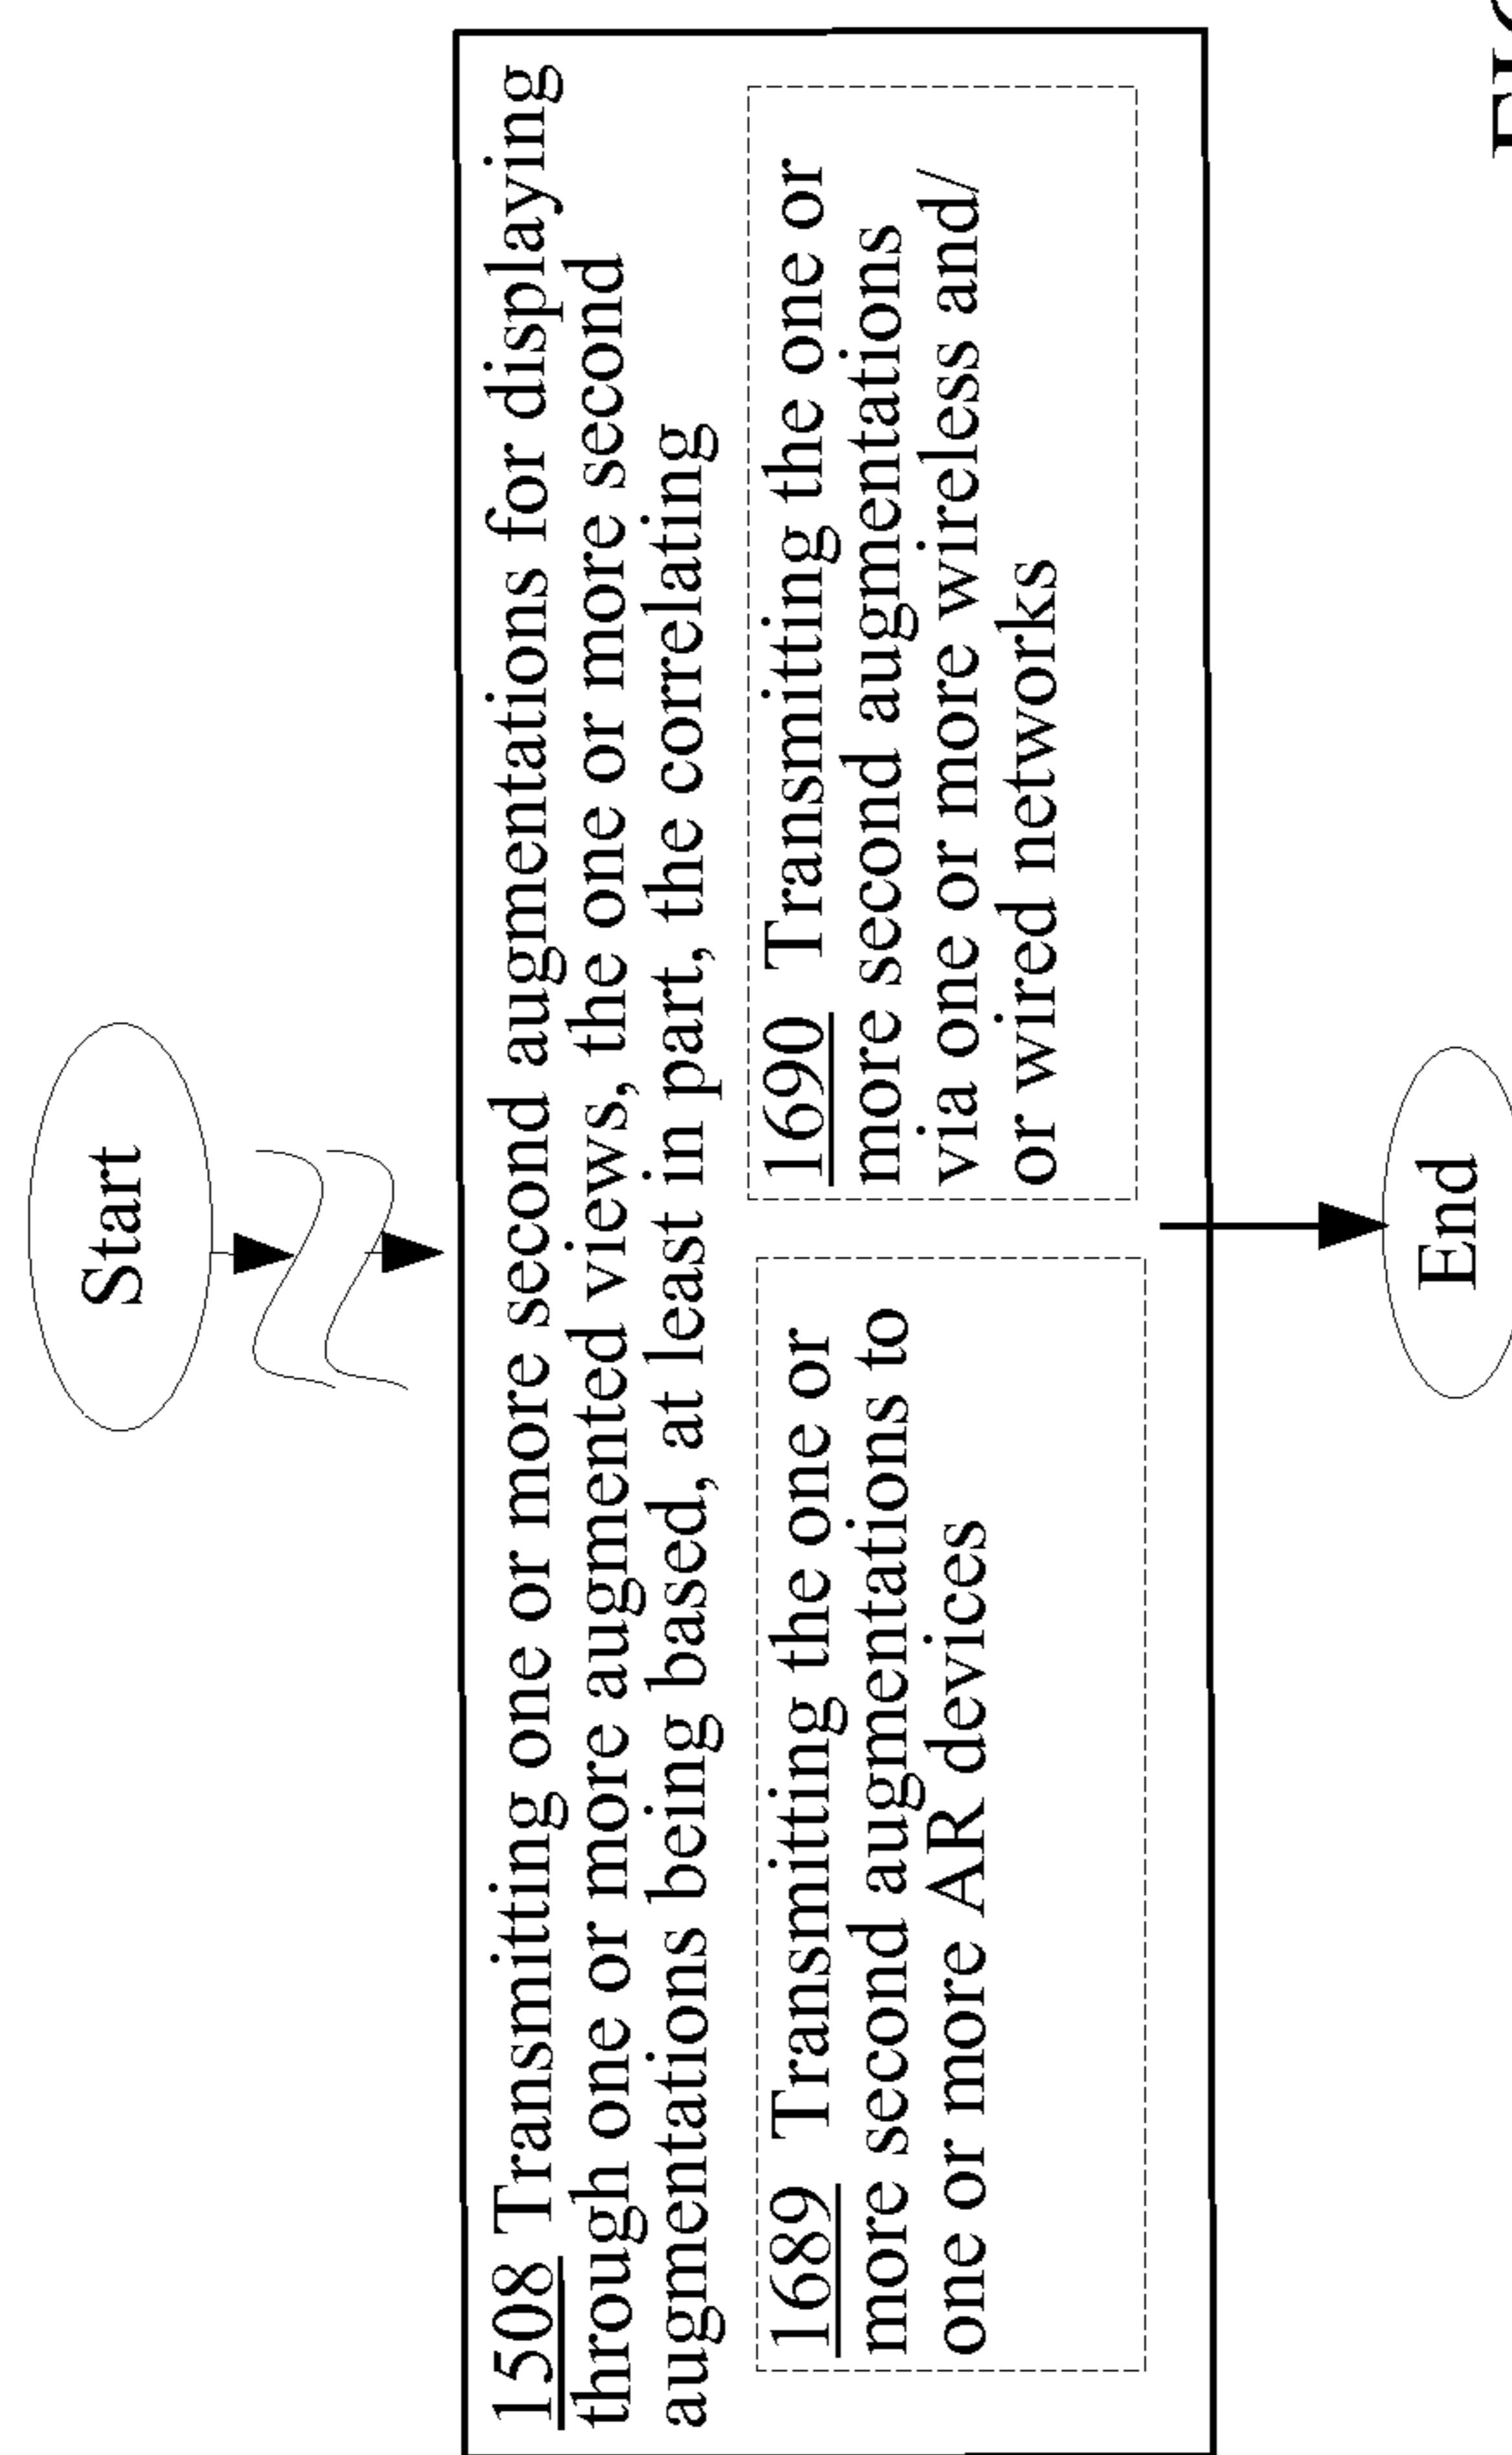 Start
1508 Transmitting one or more second augmentations for displaying
through one or more augmented views, the one or more second
augmentations being based, at least in part, the correlating
1689 Transmitting the one or
more second augmentations to
one or more AR devices
1690 Transmitting the one or
more second augmentations
via one or more wireless and/
or wired networks
End